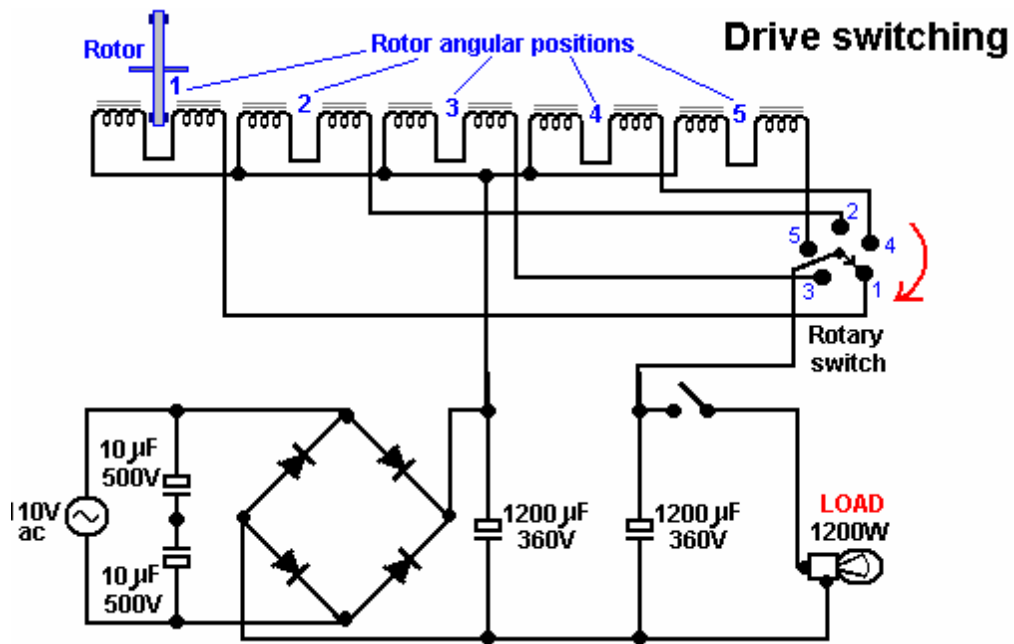 Drive switching
Rotor
Rotor angular positions
1
2
3
4
5
2
5
4
3
1
Rotary
switch
10 µF
500V
110V
ac
10 µF
500V
1200 µF
360V
1200 µF
360V
LOAD
1200W